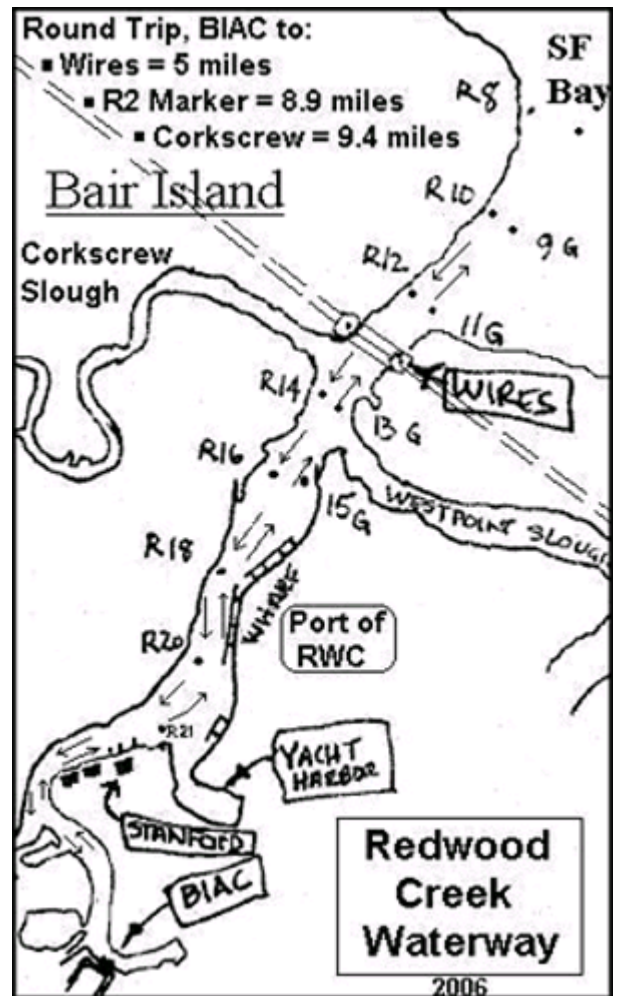 Round Trip, BIAC to:
▪ Wires = 5 miles
▪ R2 Marker = 8.9 miles
▪ Corkscrew = 9.4 miles
SF
Bay
R8
Bair Island
R10
9G
Corkscrew
Slough
R12
11G
WIRES
R14
13G
R16
15G
WESTPOINT SLOUGH
R18
WHARF
Port of
RWC
R20
R21
YACHT
HARBOR
STANFORD
BIAC
Redwood
Creek
Waterway
2006